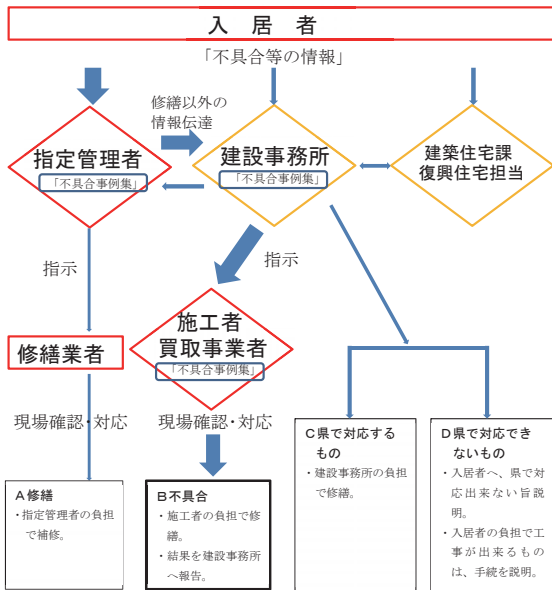 入 居 者
「不具合等の情報」
修繕以外の
情報伝達
指定管理者
「不具合事例集」
建設事務所
「不具合事例集」
建築住宅課
復興住宅担当
指示
指示
施工者
買取事業者
「不具合事例集」
修繕業者
現場確認・対応
現場確認・対応
A修繕
・指定管理者の負担
で補修。
B不具合
・施工者の負担で修
繕。
・結果を建設事務所
へ報告。
C県で対応する
もの
・建設事務所の負担
で修繕。
D県で対応でき
ないもの
・入居者へ、県で対
応出来ない旨説
明。
・入居者の負担で工
事が出来るもの
は、手続を説明。